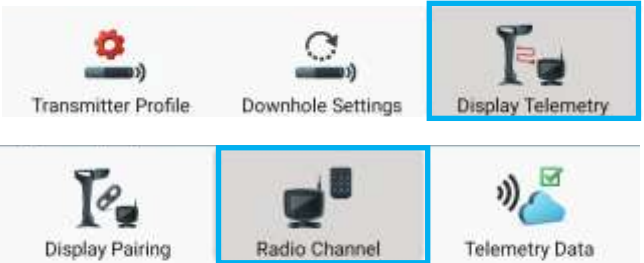 Transmitter Profile
Downhole Settings
Display Telemetry
Display Pairing
Radio Channel
Telemetry Data